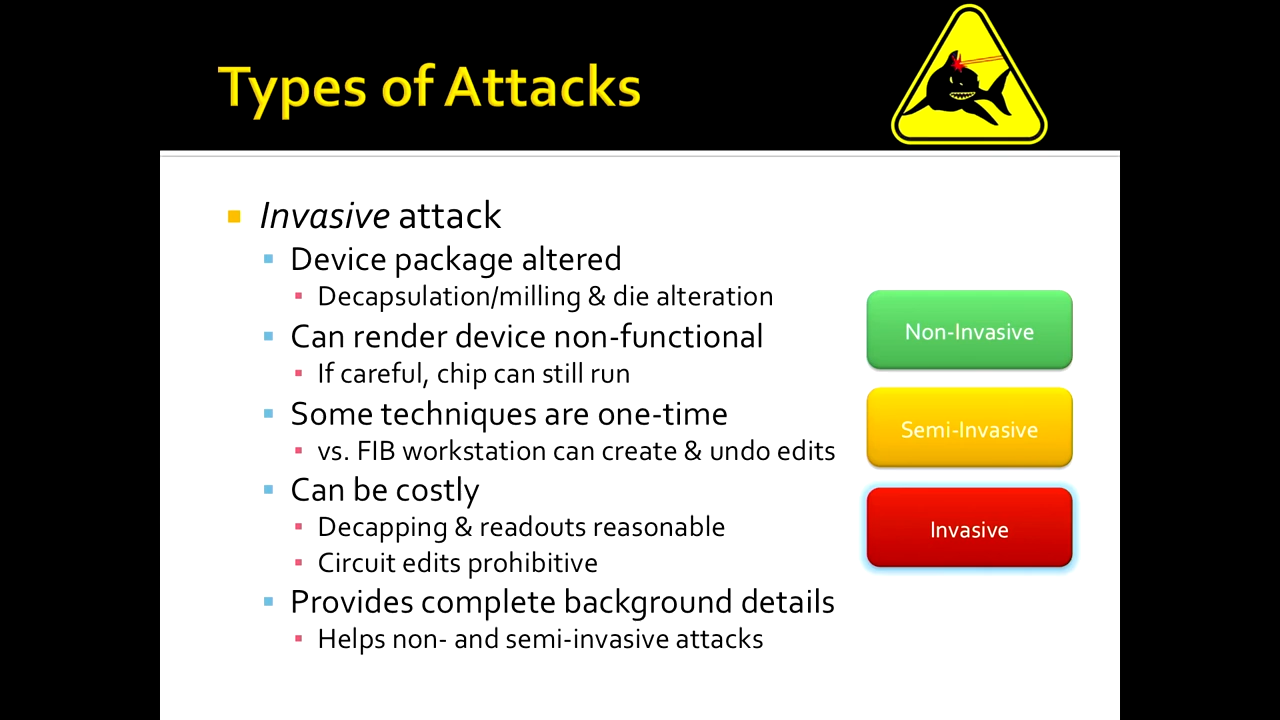 Types of Attacks
Invasive attack
Device package altered
Decapsulation/milling & die alteration
Can render device non-functional
If careful, chip can still run
Some techniques are one-time
vs. FIB workstation can create & undo edits
Can be costly
Decapping & readouts reasonable
Circuit edits prohibitive
Provides complete background details
Helps non- and semi-invasive attacks
Non-Invasive
Semi-Invasive
Invasive